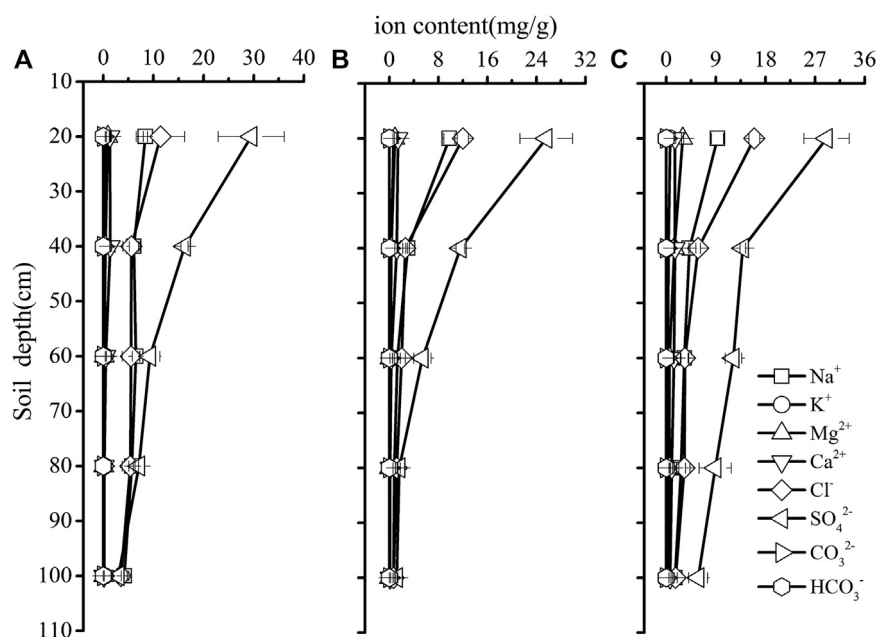 ion content(mg/g)
A
B
C
0 10 20 30 40
0 8 16 24 32
0 9 18 27 36
10
20
30
40
50
60
70
80
90
100
110
Soil depth(cm)
Na⁺
K⁺
Mg²⁺
Ca²⁺
Cl⁻
SO₄²⁻
CO₃²⁻
HCO₃⁻